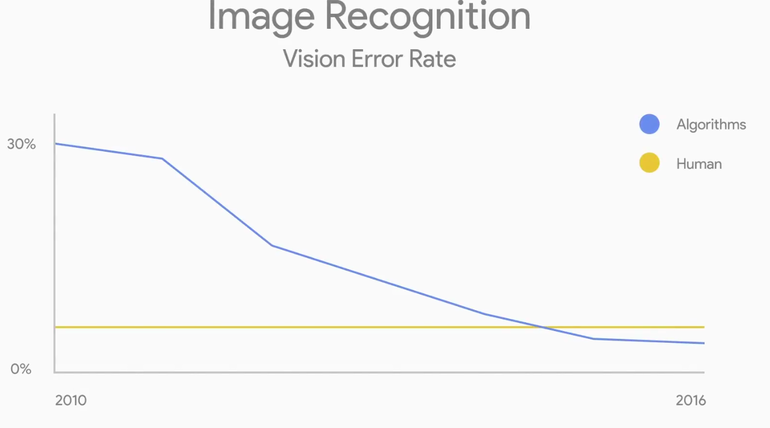 Image Recognition
Vision Error Rate
Algorithms
30%
Human
0%
2010
2016